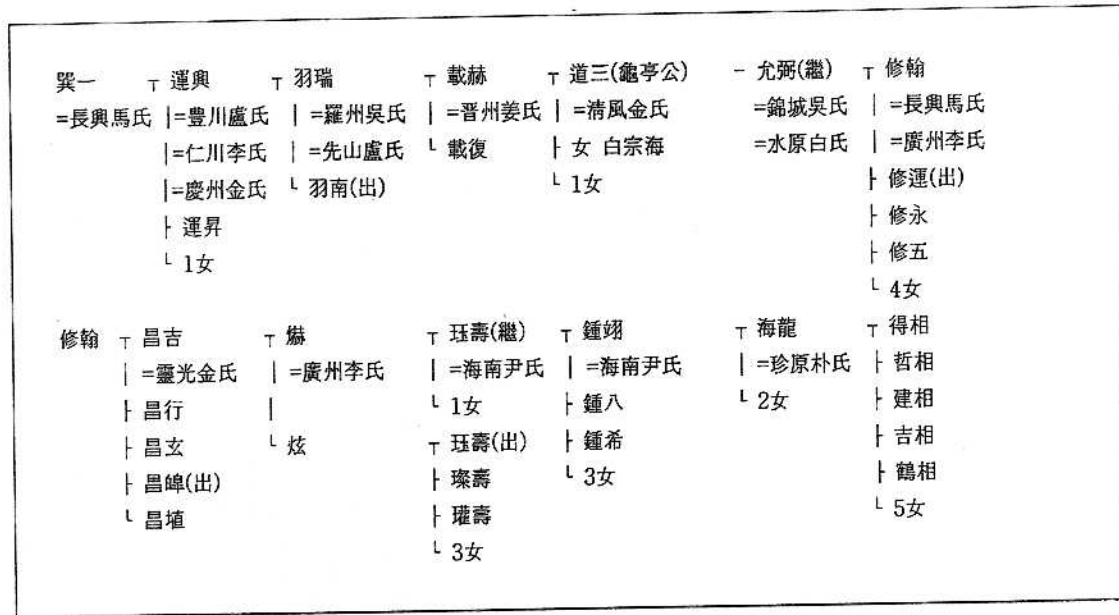 巽一 ┬ 運興 ┬ 羽瑞 ┬ 載赫 ┬ 道三(龜亭公) - 允弼(繼) ┬ 修翰
=長興馬氏 |=豊川盧氏 | =羅州吳氏 | =晋州姜氏 | =淸風金氏 =錦城吳氏 | =長興馬氏
|=仁川李氏 | =先山盧氏 └ 載復 ├ 女 白宗海 =水原白氏 | =廣州李氏
|=慶州金氏 └ 羽南(出) └ 1女 ├ 修運(出)
├ 運昇 ├ 修永
└ 1女 ├ 修五
└ 4女
修翰 ┬ 昌吉 ┬ 爀 ┬ 珏壽(繼) ┬ 鍾翊 ┬ 海龍 ┬ 得相
| =靈光金氏 | =廣州李氏 | =海南尹氏 | =海南尹氏 | =珍原朴氏 ├ 哲相
├ 昌行 | └ 1女 ├ 鍾八 └ 2女 ├ 建相
├ 昌玄 └ 炫 ┬ 珏壽(出) ├ 鍾希 ├ 吉相
├ 昌皥(出) ├ 璨壽 └ 3女 ├ 鶴相
└ 昌埴 ├ 瓘壽 └ 5女
└ 3女